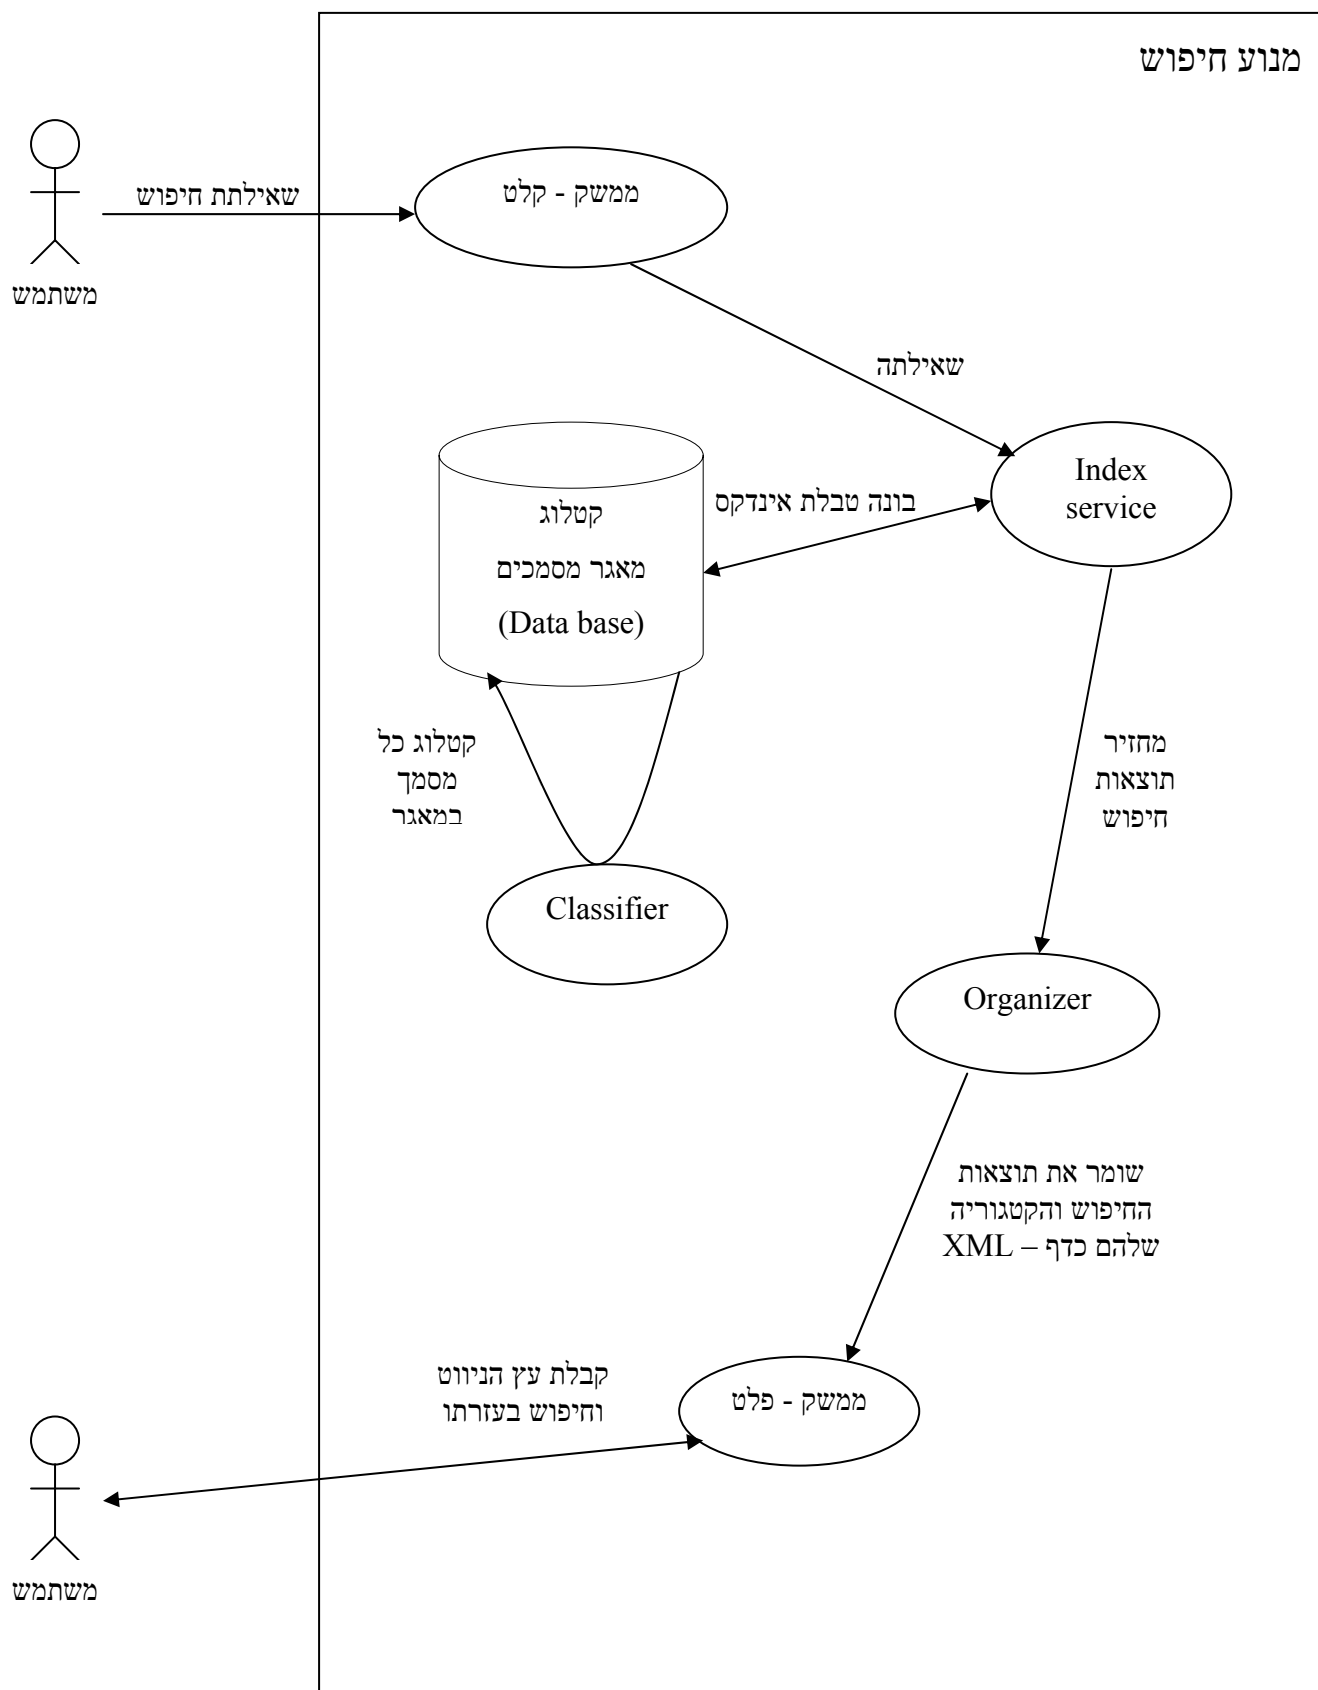 מנוע חיפוש
ממשק - קלט
שאילתת חיפוש
משתמש
שאילתה
Index
service
בונה טבלת אינדקס
קטלוג
מאגר מסמכים
(Data base)
קטלוג כל
מסמך
במאגר
מחזיר
תוצאות
חיפוש
Classifier
Organizer
שומר את תוצאות
החיפוש והקטגוריה
שלהם כדף – XML
קבלת עץ הניווט
וחיפוש בעזרתו
ממשק - פלט
משתמש